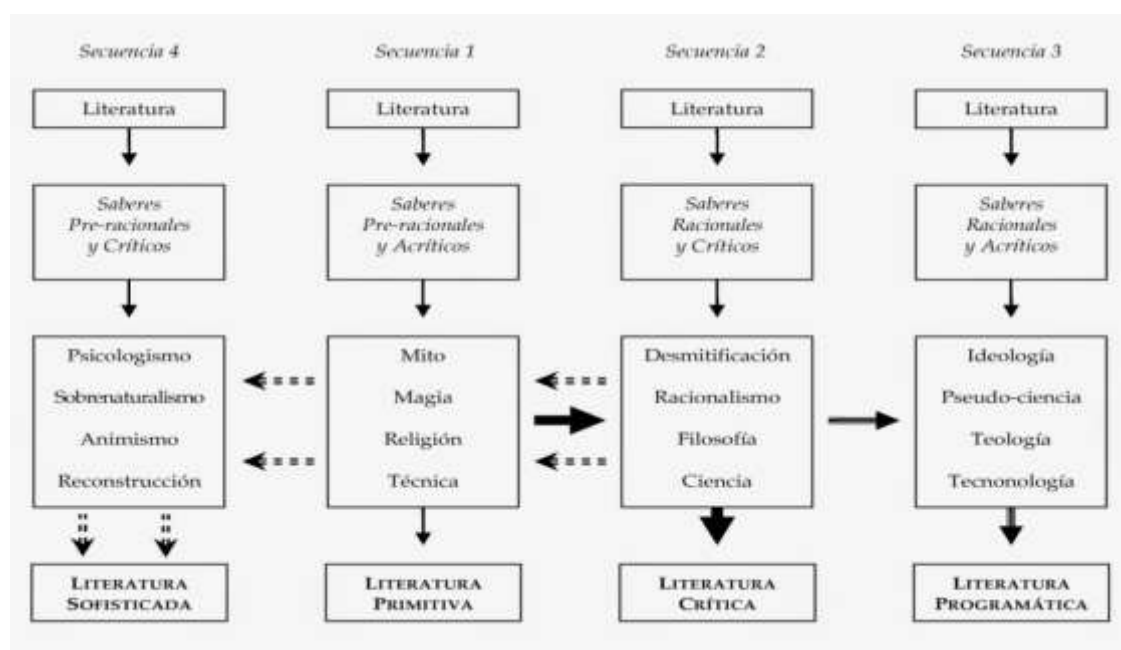 Secuencia 4
Secuencia 1
Secuencia 2
Secuencia 3
Literatura
Literatura
Literatura
Literatura
Saberes
Pre-racionales
y Críticos
Saberes
Pre-racionales
y Acríticos
Saberes
Racionales
y Críticos
Saberes
Racionales
y Acríticos
Psicologismo
Sobrenaturalismo
Animismo
Reconstrucción
Mito
Magia
Religión
Técnica
Desmitificación
Racionalismo
Filosofía
Ciencia
Ideología
Pseudo-ciencia
Teología
Tecnonología
LITERATURA
SOFISTICADA
LITERATURA
PRIMITIVA
LITERATURA
CRÍTICA
LITERATURA
PROGRAMÁTICA